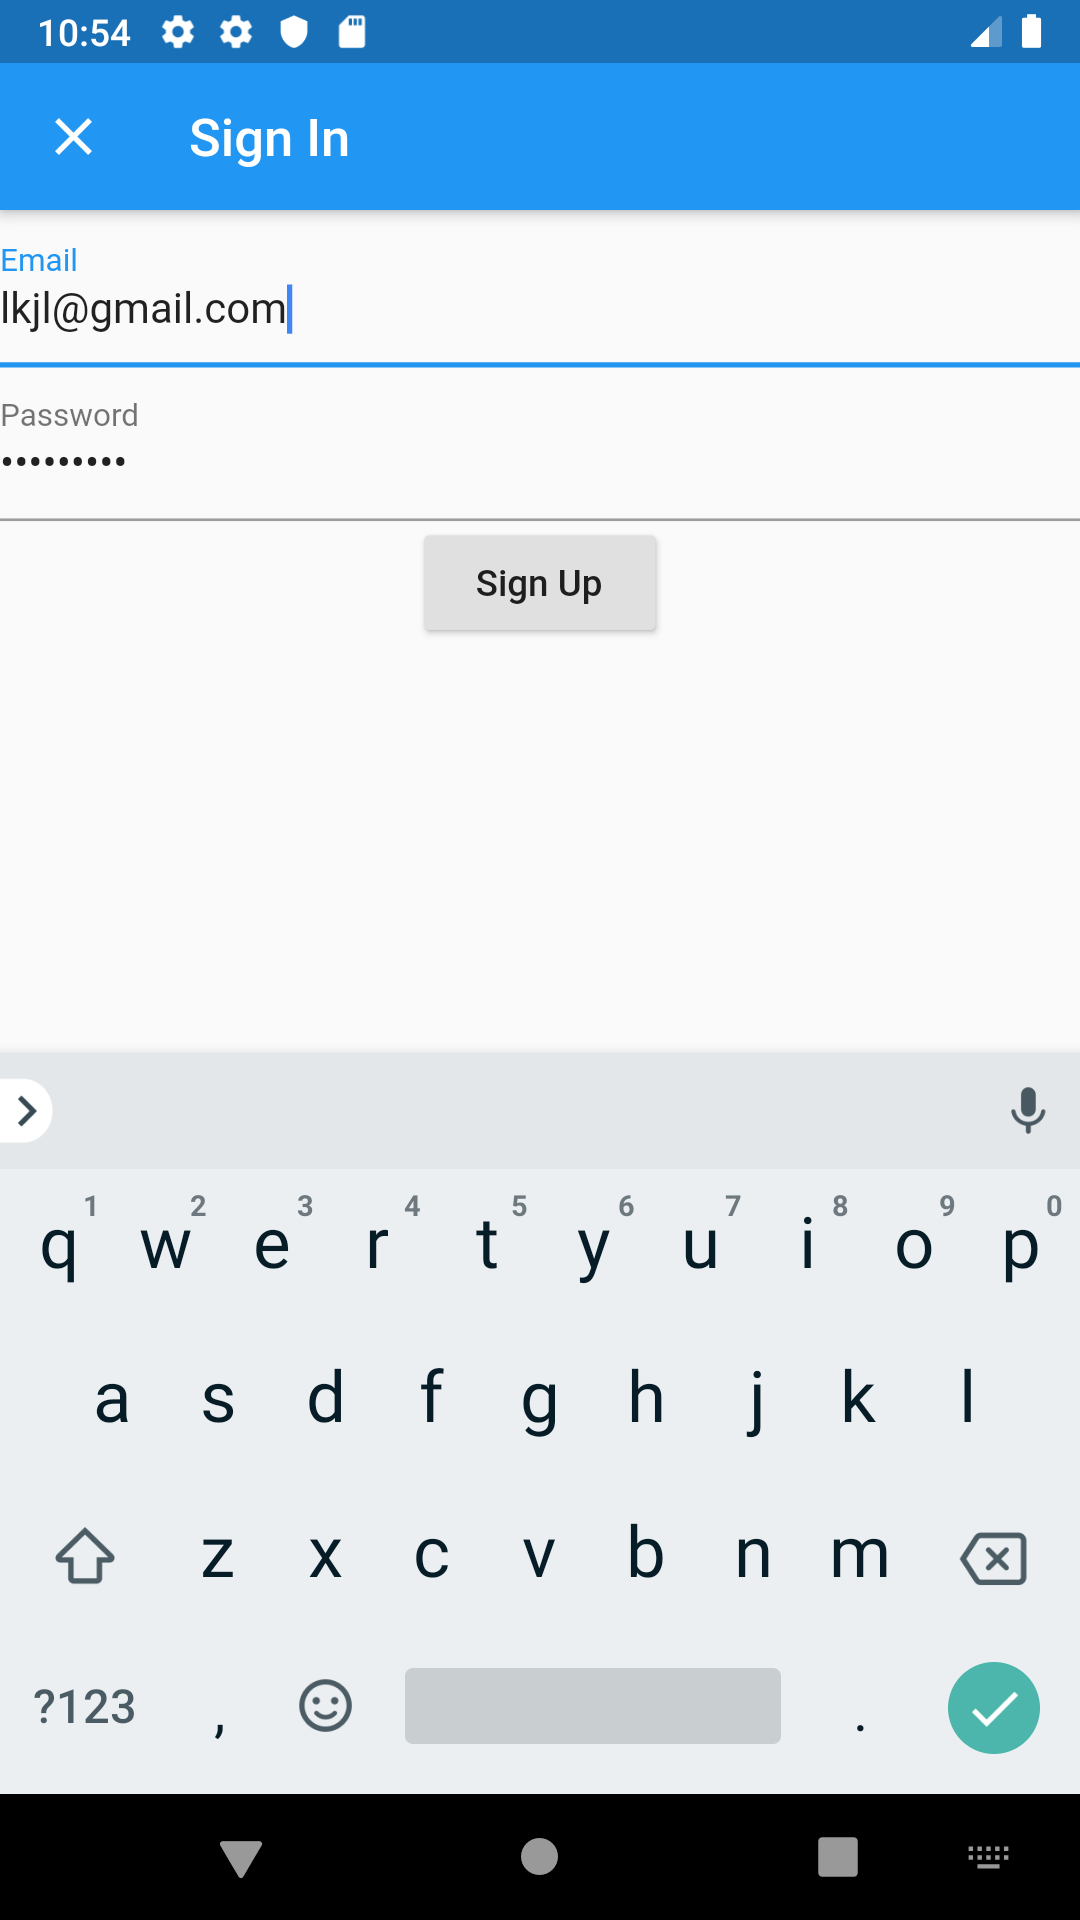 10:54
Sign In
Email
lkjl@gmail.com
Password
•••••••••
Sign Up
1 2 3 4 5 6 7 8 9 0
q w e r t y u i o p
a s d f g h j k l
z x c v b n m
?123 , .